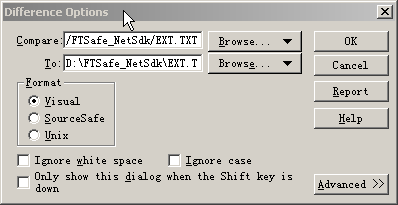 Difference Options
Compare: /FTSafe_NetSdk/EXT.TXT Browse... OK
To: D:\FTSafe_NetSdk\EXT.T Browse... Cancel
Format
Visual
SourceSafe
Unix
Report
Help
Ignore white space Ignore case
Only show this dialog when the Shift key is
down
Advanced >>